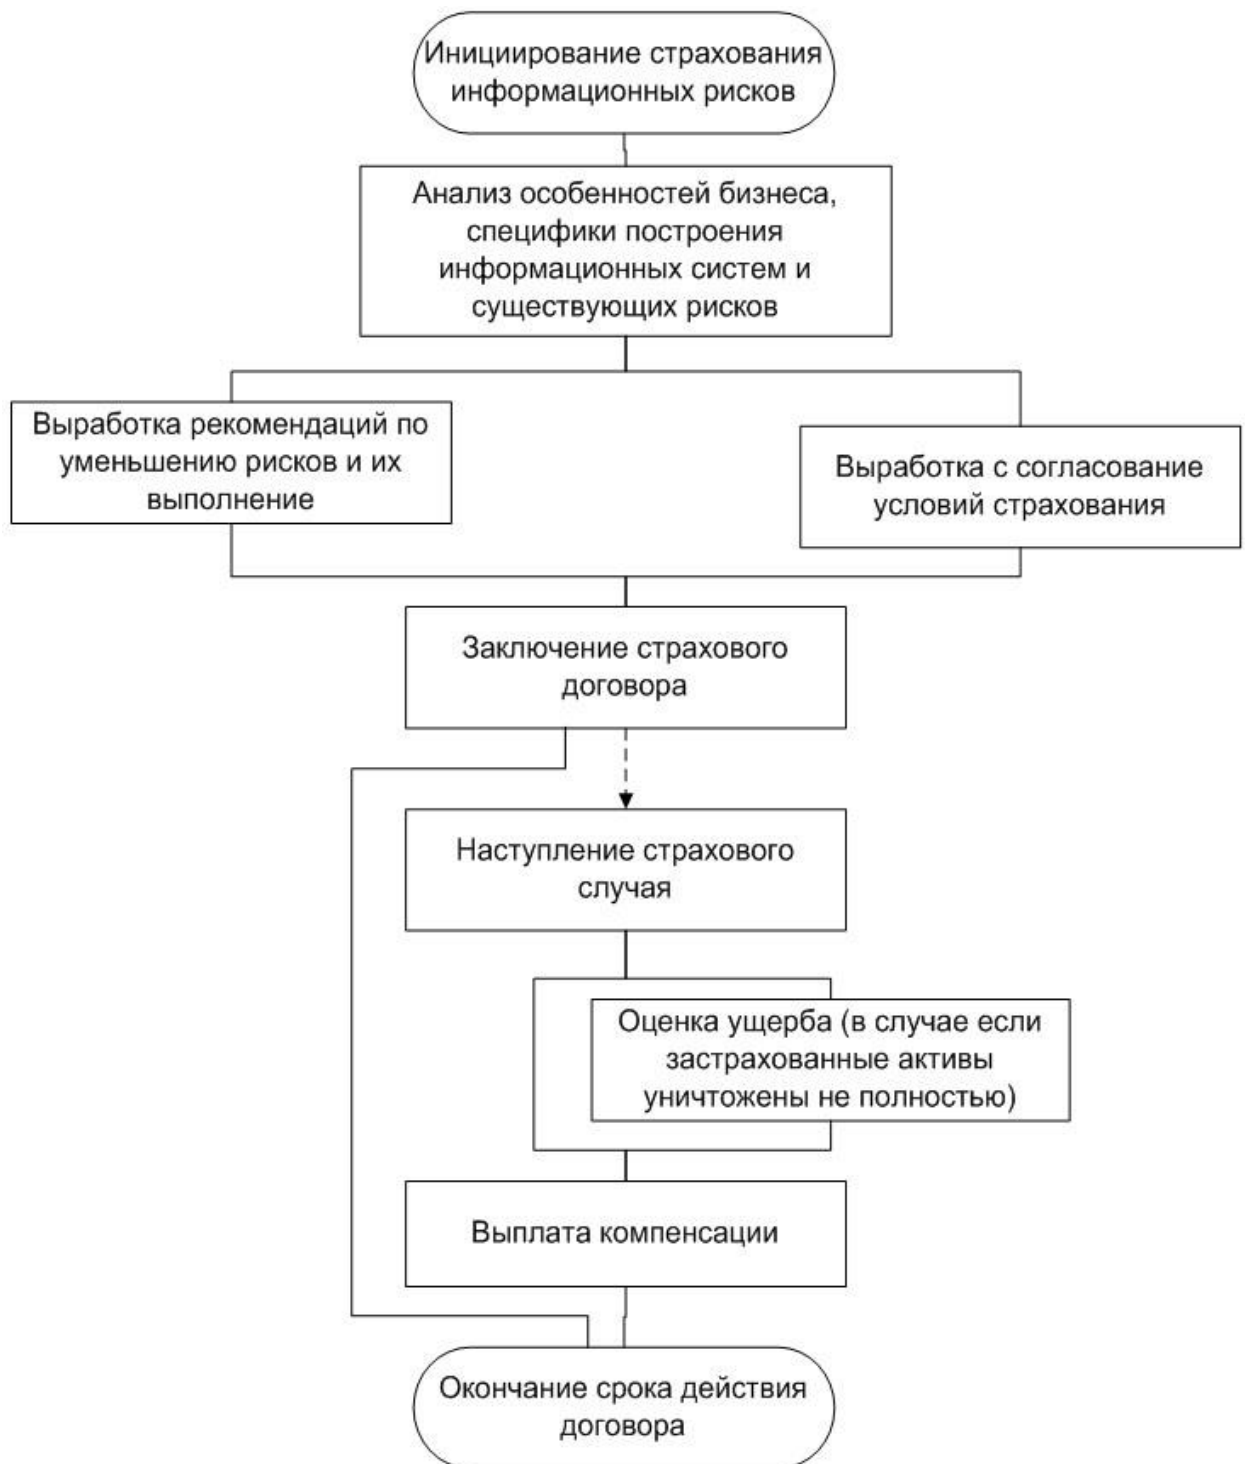 Инициирование страхования
информационных рисков
Анализ особенностей бизнеса,
специфики построения
информационных систем и
существующих рисков
Выработка рекомендаций по
уменьшению рисков и их
выполнение
Выработка с согласование
условий страхования
Заключение страхового
договора
Наступление страхового
случая
Оценка ущерба (в случае если
застрахованные активы
уничтожены не полностью)
Выплата компенсации
Окончание срока действия
договора